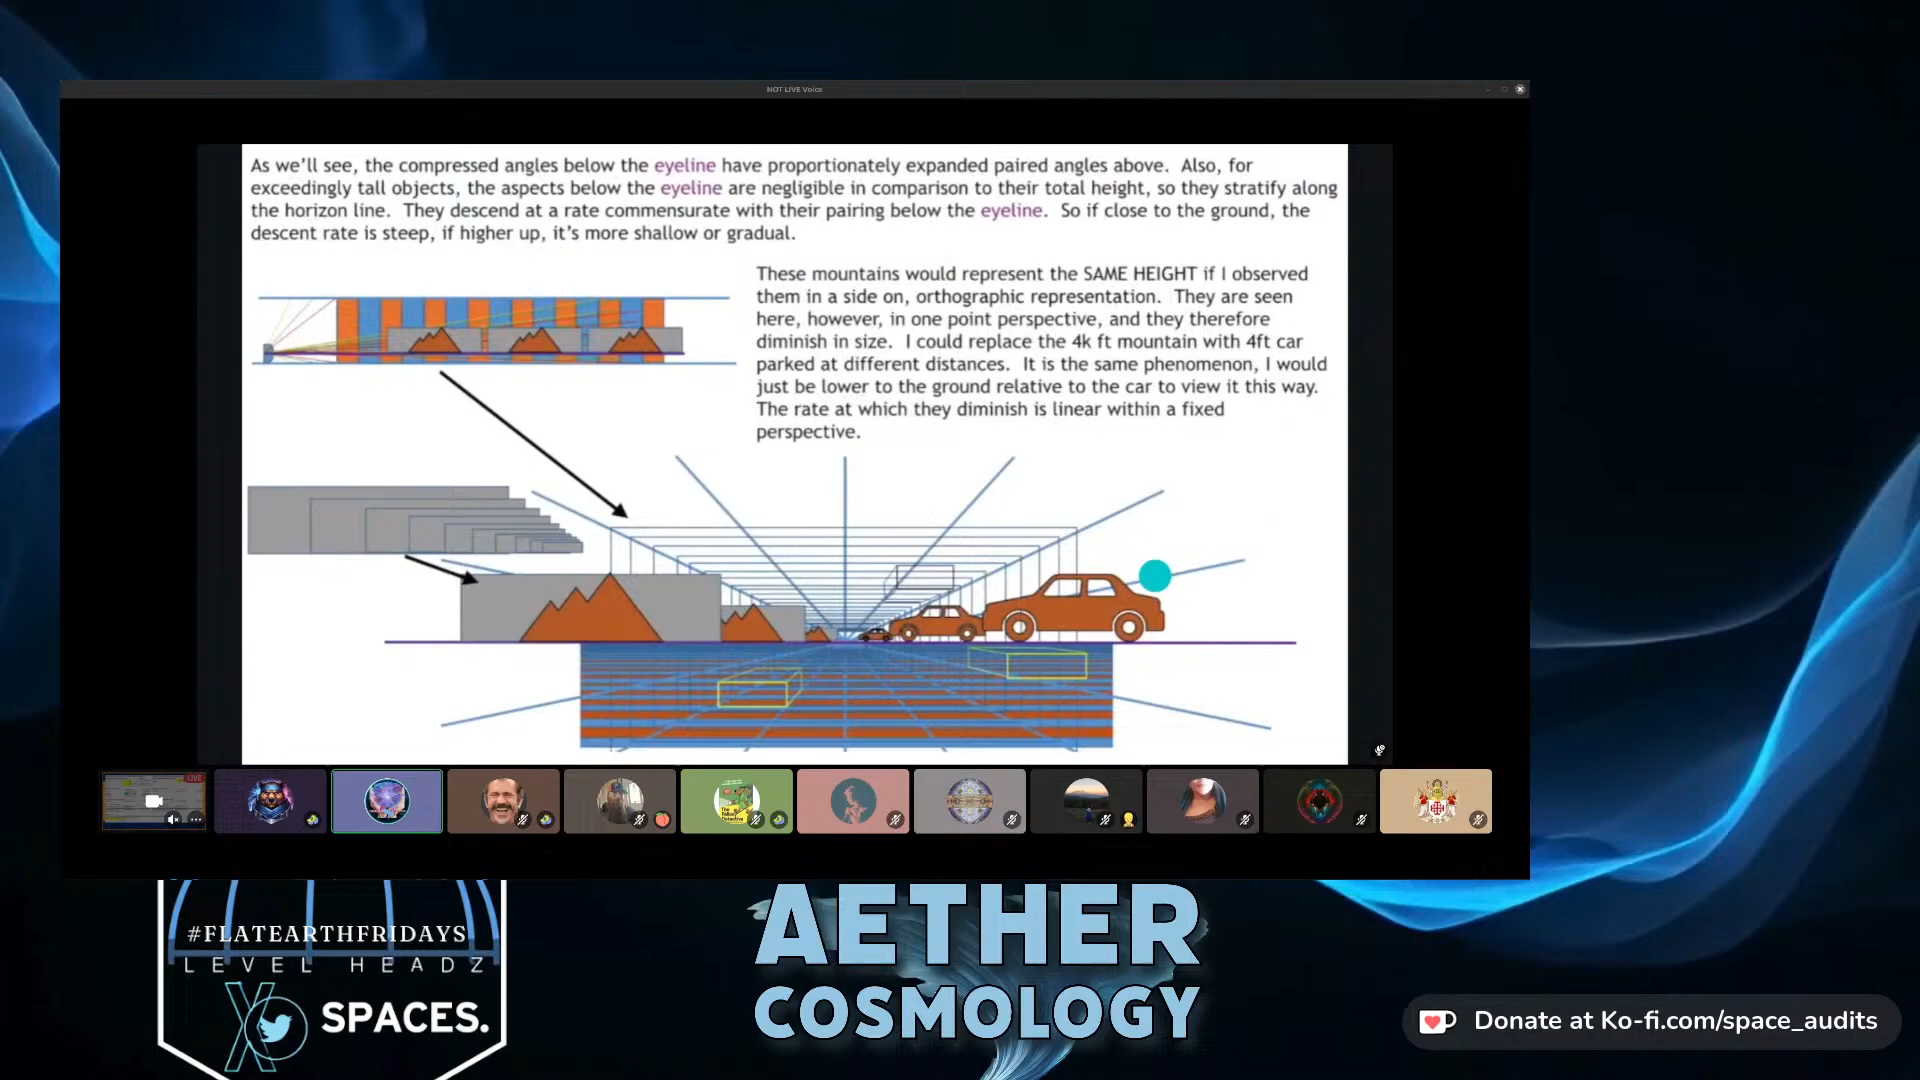 NOT LIVE Voice
As we'll see, the compressed angles below the eyeline have proportionately expanded paired angles above. Also, for
exceedingly tall objects, the aspects below the eyeline are negligible in comparison to their total height, so they stratify along
the horizon line. They descend at a rate commensurate with their pairing below the eyeline. So if close to the ground, the
descent rate is steep, if higher up, it's more shallow or gradual.
These mountains would represent the SAME HEIGHT if I observed
them in a side on, orthographic representation. They are seen
here, however, in one point perspective, and they therefore
diminish in size. I could replace the 4k ft mountain with 4ft car
parked at different distances. It is the same phenomenon, I would
just be lower to the ground relative to the car to view it this way.
The rate at which they diminish is linear within a fixed
perspective.
LIVE
#FLATEARTHFRIDAYS
LEVEL HEADZ
X SPACES.
AETHER
COSMOLOGY
Donate at Ko-fi.com/space_audits